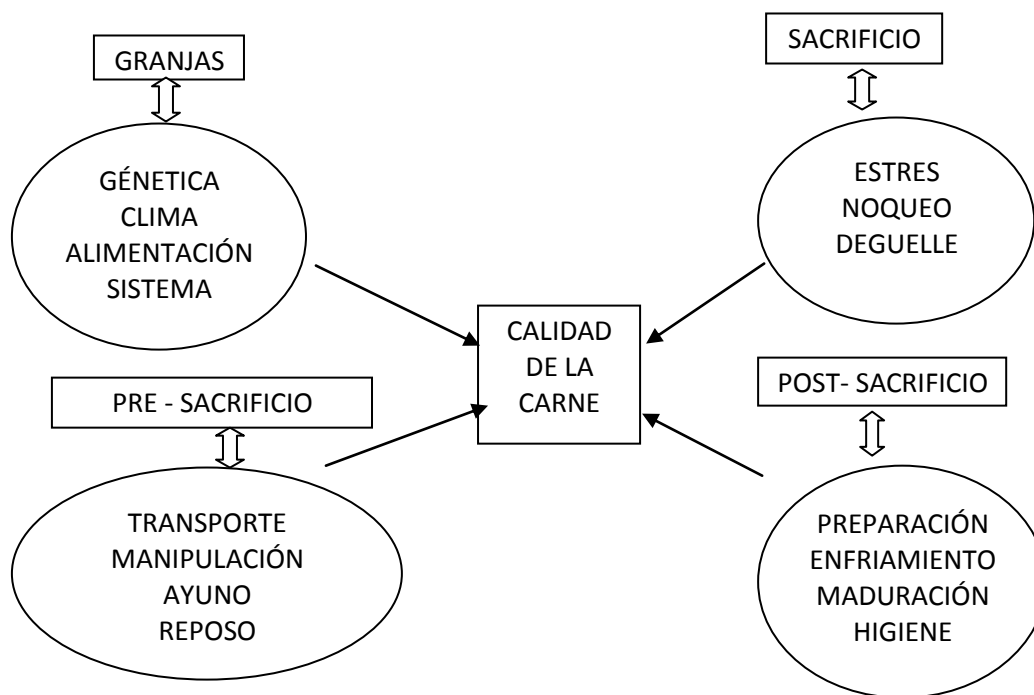 GRANJAS
GÉNETICA
CLIMA
ALIMENTACIÓN
SISTEMA
SACRIFICIO
ESTRES
NOQUEO
DEGUELLE
CALIDAD
DE LA
CARNE
PRE - SACRIFICIO
TRANSPORTE
MANIPULACIÓN
AYUNO
REPOSO
POST- SACRIFICIO
PREPARACIÓN
ENFRIAMIENTO
MADURACIÓN
HIGIENE